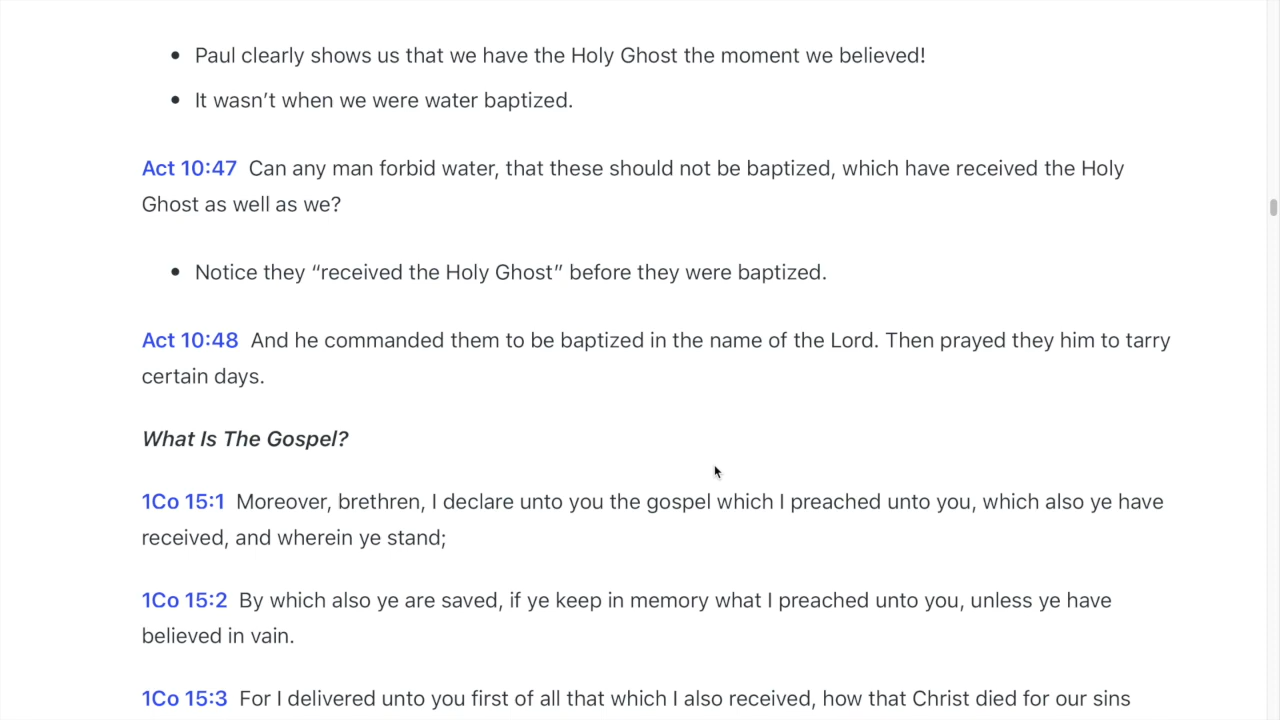 • Paul clearly shows us that we have the Holy Ghost the moment we believed!
• It wasn’t when we were water baptized.
Act 10:47 Can any man forbid water, that these should not be baptized, which have received the Holy
Ghost as well as we?
• Notice they “received the Holy Ghost” before they were baptized.
Act 10:48 And he commanded them to be baptized in the name of the Lord. Then prayed they him to tarry
certain days.
What Is The Gospel?
1Co 15:1 Moreover, brethren, I declare unto you the gospel which I preached unto you, which also ye have
received, and wherein ye stand;
1Co 15:2 By which also ye are saved, if ye keep in memory what I preached unto you, unless ye have
believed in vain.
1Co 15:3 For I delivered unto you first of all that which I also received, how that Christ died for our sins